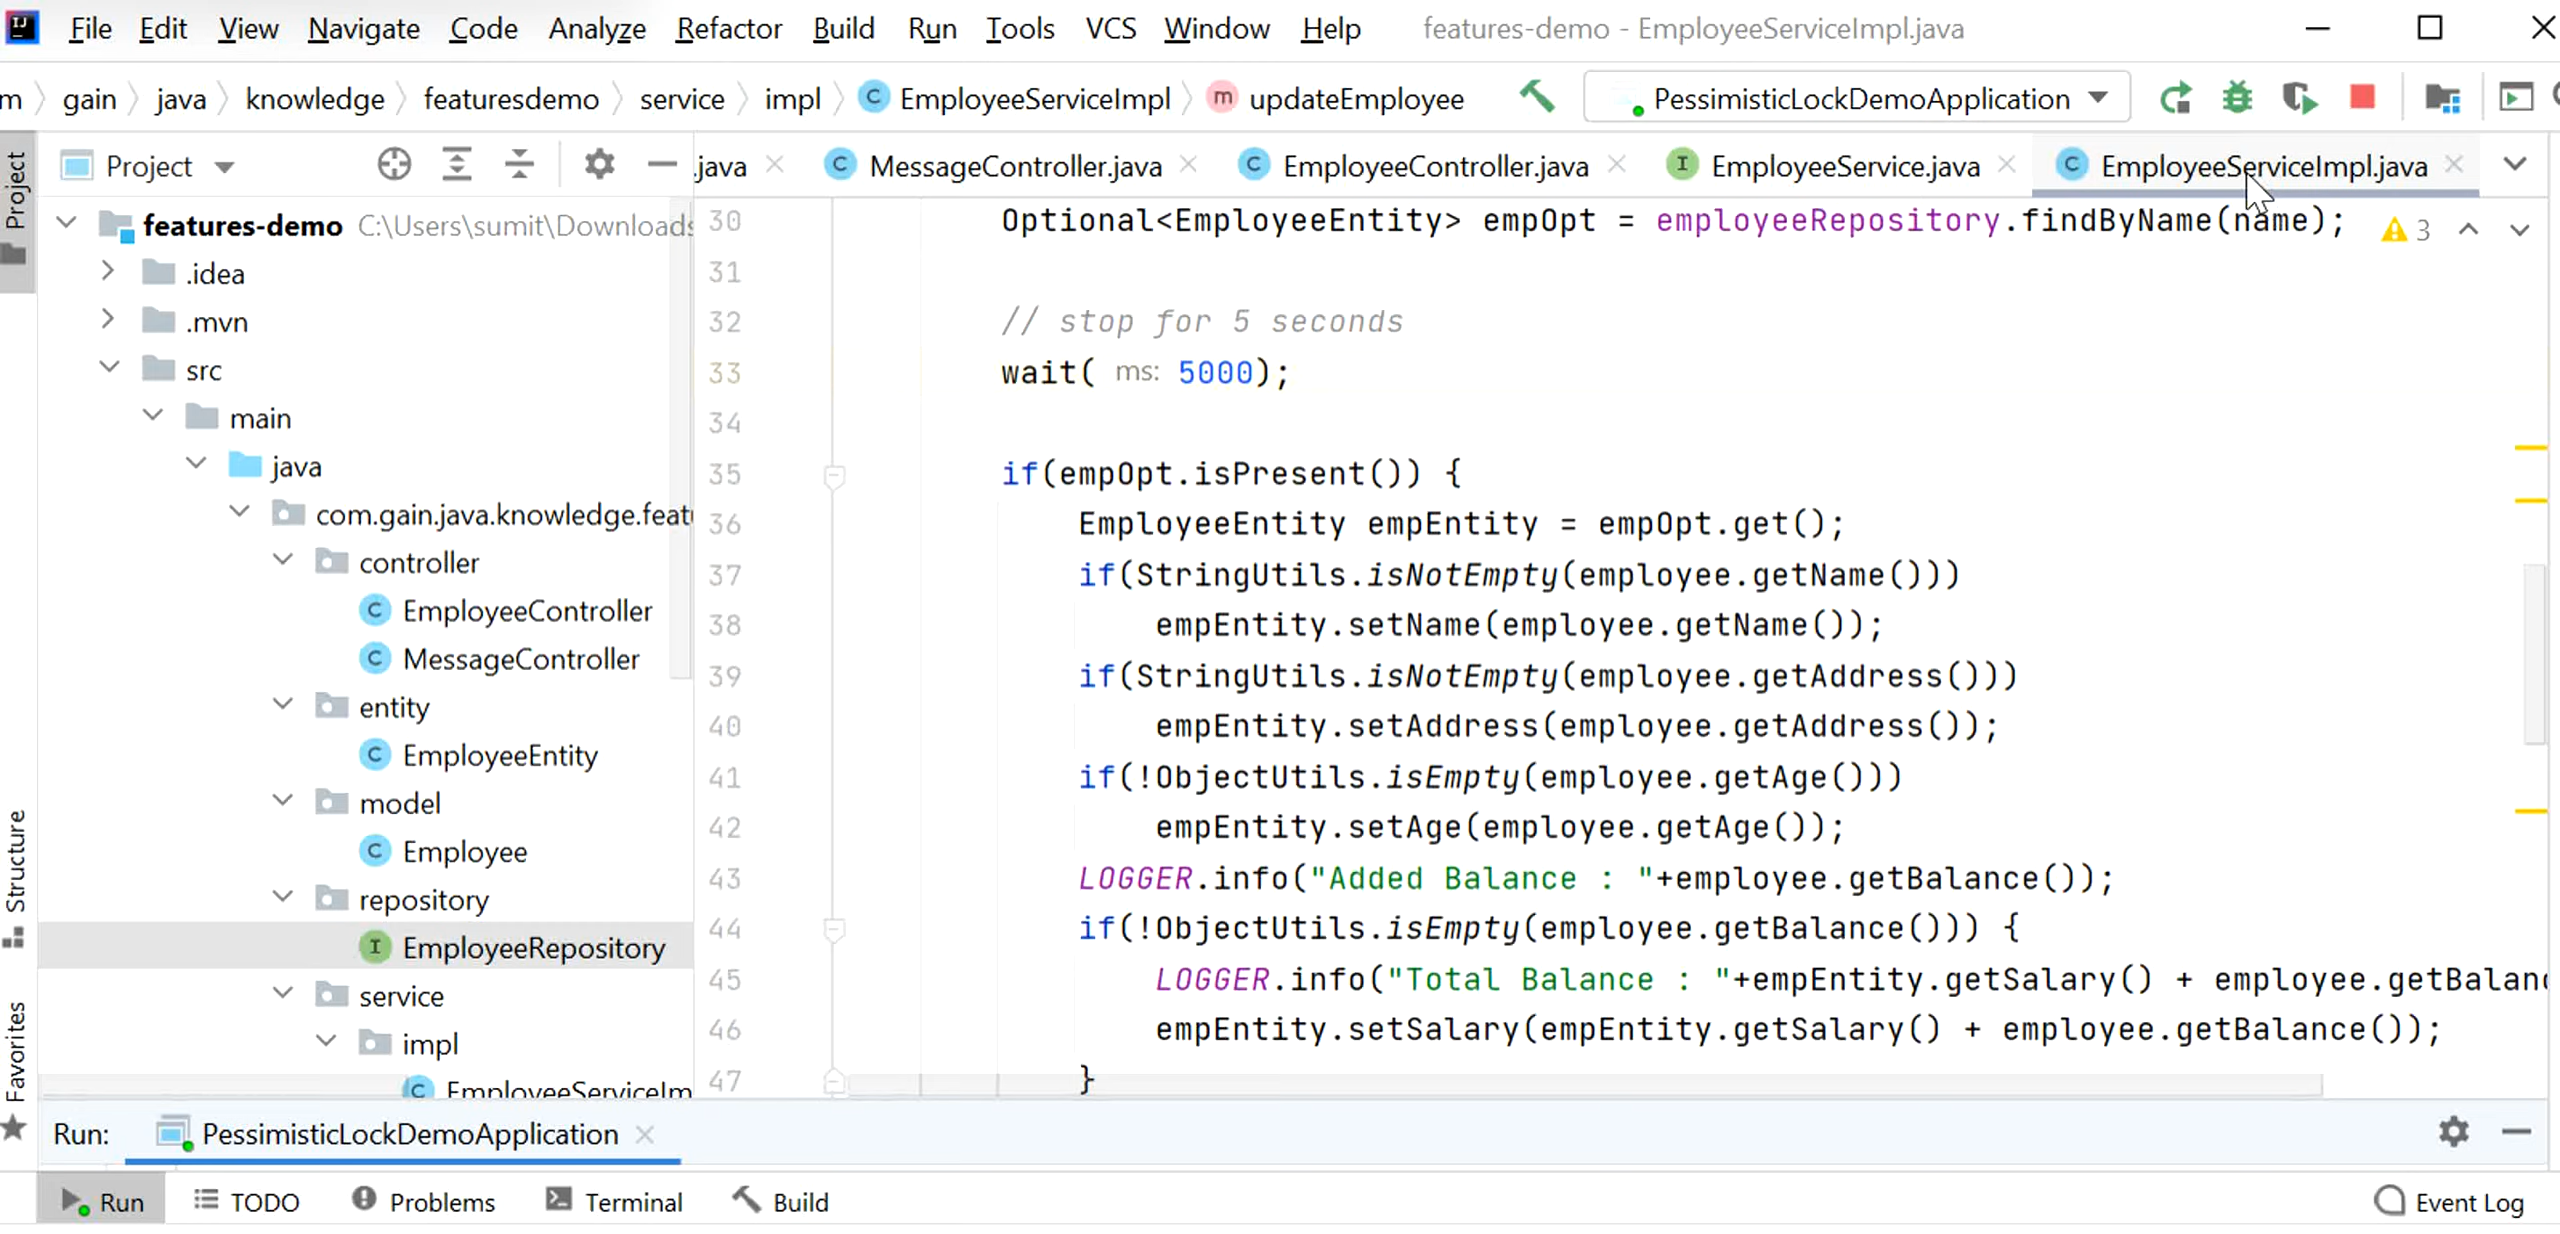 File Edit View Navigate Code Analyze Refactor Build Run Tools VCS Window Help features-demo - EmployeeServiceImpl.java
m gain java knowledge featuresdemo service impl EmployeeServiceImpl updateEmployee PessimisticLockDemoApplication
Project .java MessageController.java EmployeeController.java EmployeeService.java EmployeeServiceImpl.java
Project
Structure
Favorites
features-demo C:\Users\sumit\Downloads
.idea
.mvn
src
main
java
com.gain.java.knowledge.feat
controller
EmployeeController
MessageController
entity
EmployeeEntity
model
Employee
repository
EmployeeRepository
service
impl
EmployeeServiceIm
30 Optional<EmployeeEntity> empOpt = employeeRepository.findByName(name); 3
31
32 // stop for 5 seconds
33 wait( ms: 5000);
34
35 if(empOpt.isPresent()) {
36 EmployeeEntity empEntity = empOpt.get();
37 if(StringUtils.isNotEmpty(employee.getName()))
38 empEntity.setName(employee.getName());
39 if(StringUtils.isNotEmpty(employee.getAddress()))
40 empEntity.setAddress(employee.getAddress());
41 if(!ObjectUtils.isEmpty(employee.getAge()))
42 empEntity.setAge(employee.getAge());
43 LOGGER.info("Added Balance : "+employee.getBalance());
44 if(!ObjectUtils.isEmpty(employee.getBalance())) {
45 LOGGER.info("Total Balance : "+empEntity.getSalary() + employee.getBalanc
46 empEntity.setSalary(empEntity.getSalary() + employee.getBalance());
47 }
Run: PessimisticLockDemoApplication
Run TODO Problems Terminal Build Event Log